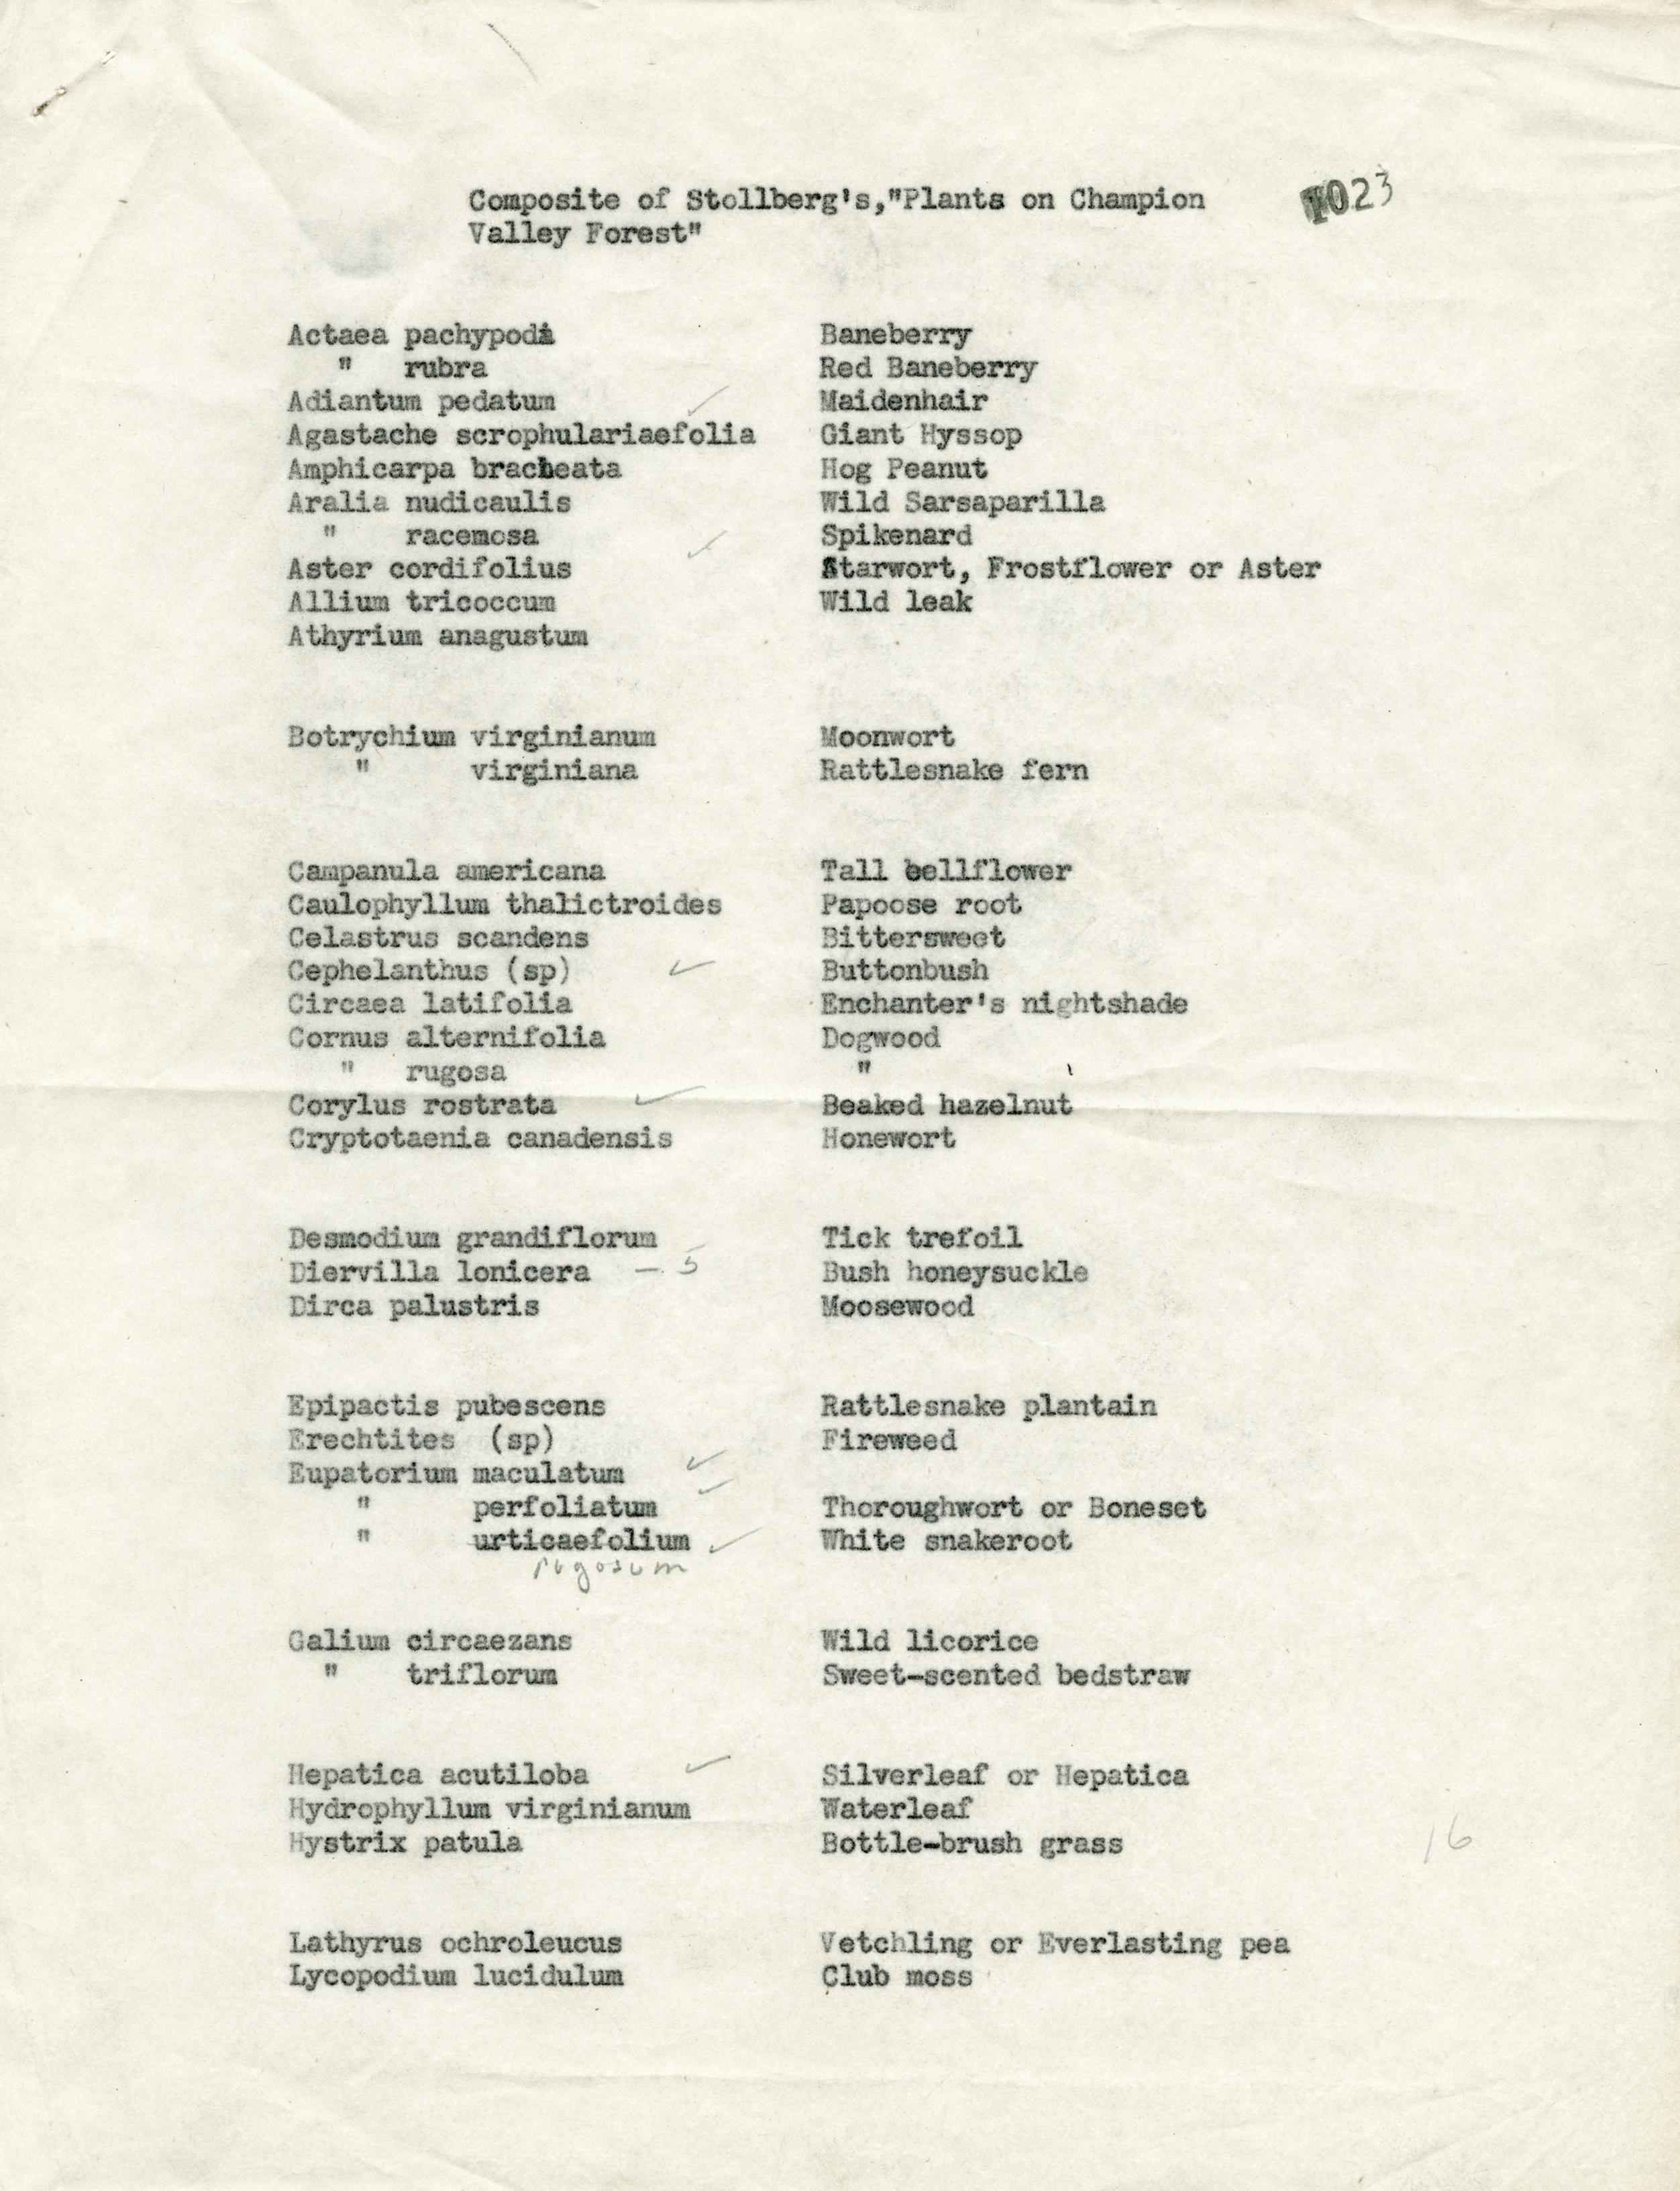 Composite of Stollberg's,"Plants on Champion 1023
Valley Forest"
Actaea pachypodi Baneberry
" rubra Red Baneberry
Adiantum pedatum ✓ Maidenhair
Agastache scrophulariaefolia Giant Hyssop
Amphicarpa bracheata Hog Peanut
Aralia nudicaulis Wild Sarsaparilla
" racemosa ✓ Spikenard
Aster cordifolius Starwort, Frostflower or Aster
Allium tricoccum Wild leak
Athyrium anagustum
Botrychium virginianum Moonwort
" virginiana Rattlesnake fern
Campanula americana Tall bellflower
Caulophyllum thalictroides Papoose root
Celastrus scandens Bittersweet
Cephelanthus (sp) ✓ Buttonbush
Circaea latifolia Enchanter's nightshade
Cornus alternifolia Dogwood
" rugosa "
Corylus rostrata ✓ Beaked hazelnut
Cryptotaenia canadensis Honewort
Desmodium grandiflorum Tick trefoil
Diervilla lonicera — 5 Bush honeysuckle
Dirca palustris Moosewood
Epipactis pubescens Rattlesnake plantain
Erechtites (sp) Fireweed
Eupatorium maculatum ✓
" perfoliatum ✓ Thoroughwort or Boneset
" urticaefolium ✓ White snakeroot
rugosum
Galium circaezans Wild licorice
" triflorum Sweet-scented bedstraw
Hepatica acutiloba ✓ Silverleaf or Hepatica
Hydrophyllum virginianum Waterleaf
Hystrix patula Bottle-brush grass 16
Lathyrus ochroleucus Vetchling or Everlasting pea
Lycopodium lucidulum Club moss